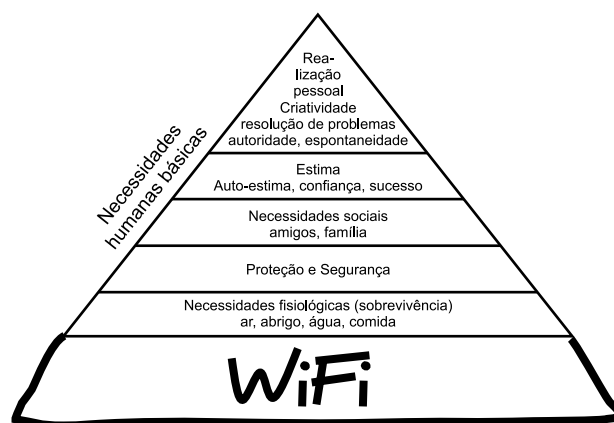 Rea-
lização
pessoal
Criatividade
resolução de problemas
autoridade, espontaneidade
Necessidades
humanas básicas
Estima
Auto-estima, confiança, sucesso
Necessidades sociais
amigos, família
Proteção e Segurança
Necessidades fisiológicas (sobrevivência)
ar, abrigo, água, comida
WiFi